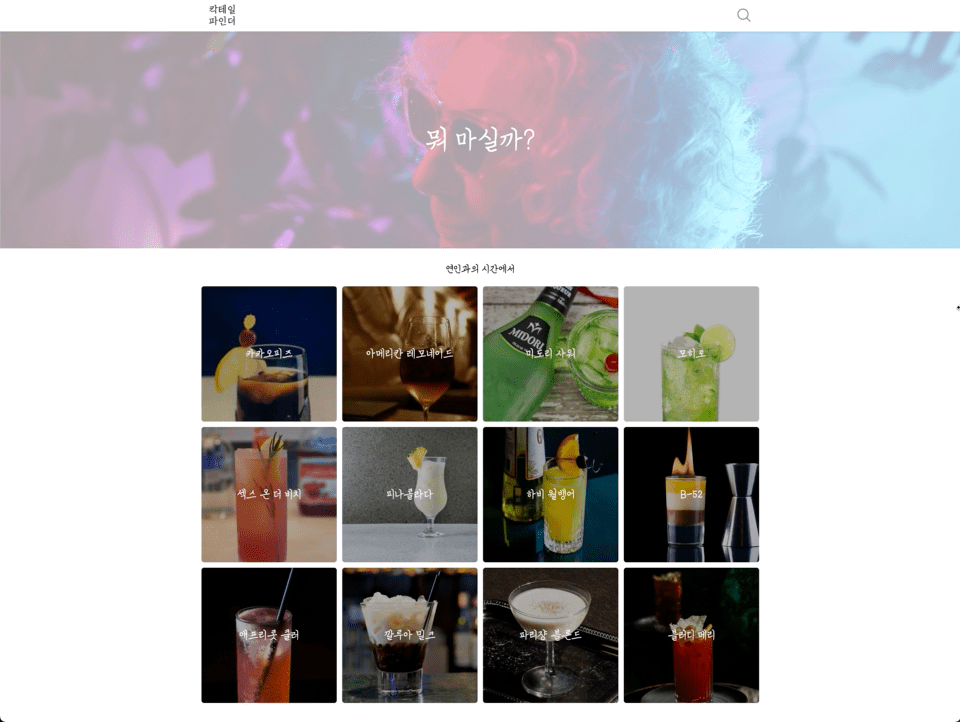 칵테일
파인더
뭐 마실까?
연인과의 시간에서
카카오피즈
아메리칸 레모네이드
MIDORI
미도리 사워
모히또
섹스 온 더 비치
피나콜라다
하비 월뱅어
B-52
애프리콧 쿨러
깔루아 밀크
파리쟝 블론드
블러디 메리